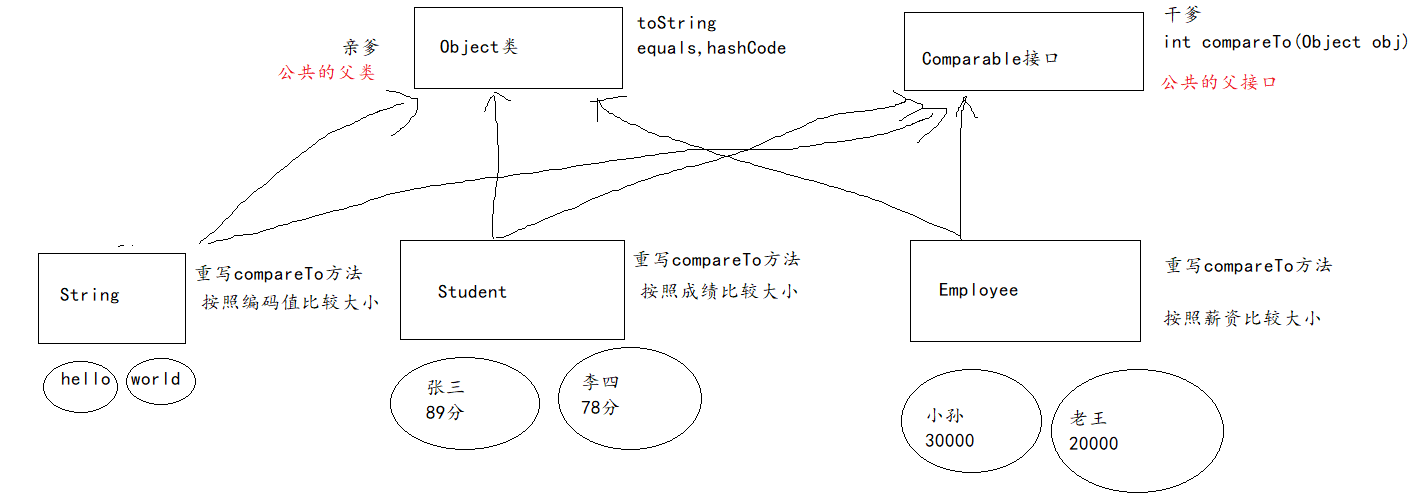 亲爹
公共的父类
Object类
toString
equals,hashCode
Comparable接口
干爹
int compareTo(Object obj)
公共的父接口
String
重写compareTo方法
按照编码值比较大小
hello
world
Student
重写compareTo方法
按照成绩比较大小
张三
89分
李四
78分
Employee
重写compareTo方法
按照薪资比较大小
小孙
30000
老王
20000